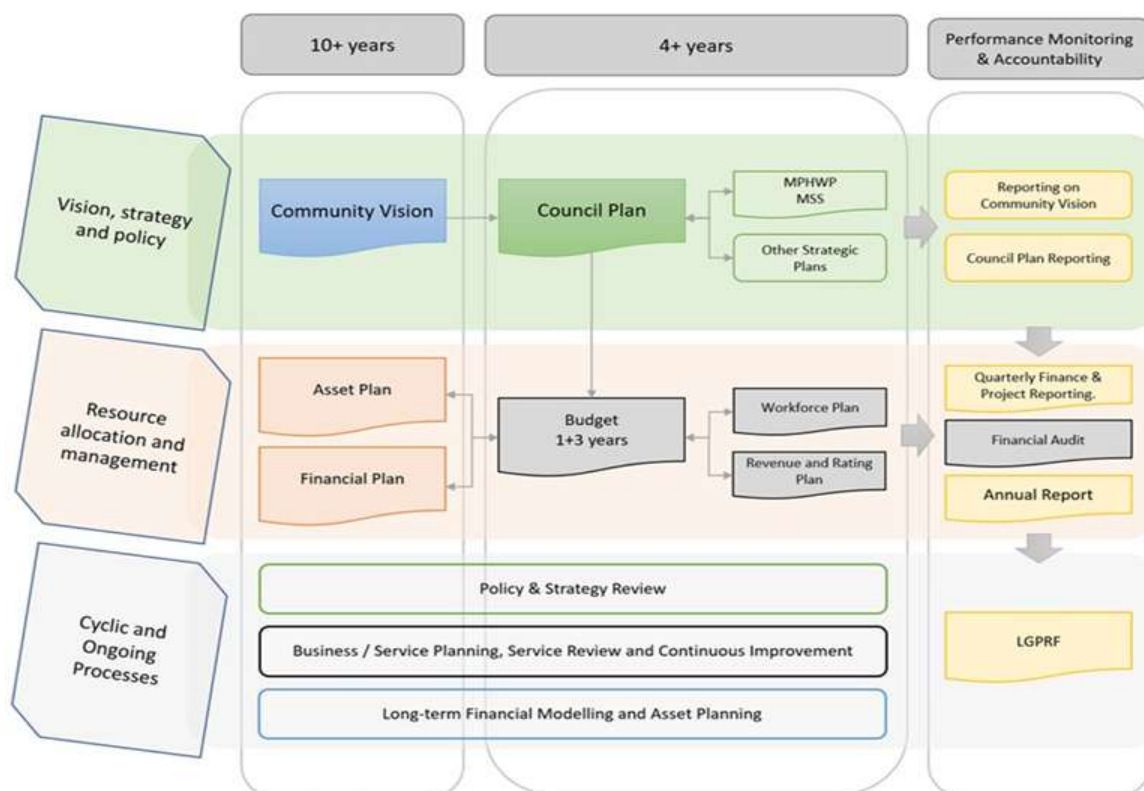 10+ years
4+ years
Performance Monitoring
& Accountability
Vision, strategy
and policy
Community Vision
Council Plan
MPHWP
MSS
Other Strategic
Plans
Reporting on
Community Vision
Council Plan Reporting
Resource
allocation and
management
Asset Plan
Financial Plan
Budget
1+3 years
Workforce Plan
Revenue and Rating
Plan
Quarterly Finance &
Project Reporting.
Financial Audit
Annual Report
Cyclic and
Ongoing
Processes
Policy & Strategy Review
Business / Service Planning, Service Review and Continuous Improvement
Long-term Financial Modelling and Asset Planning
LGPRF